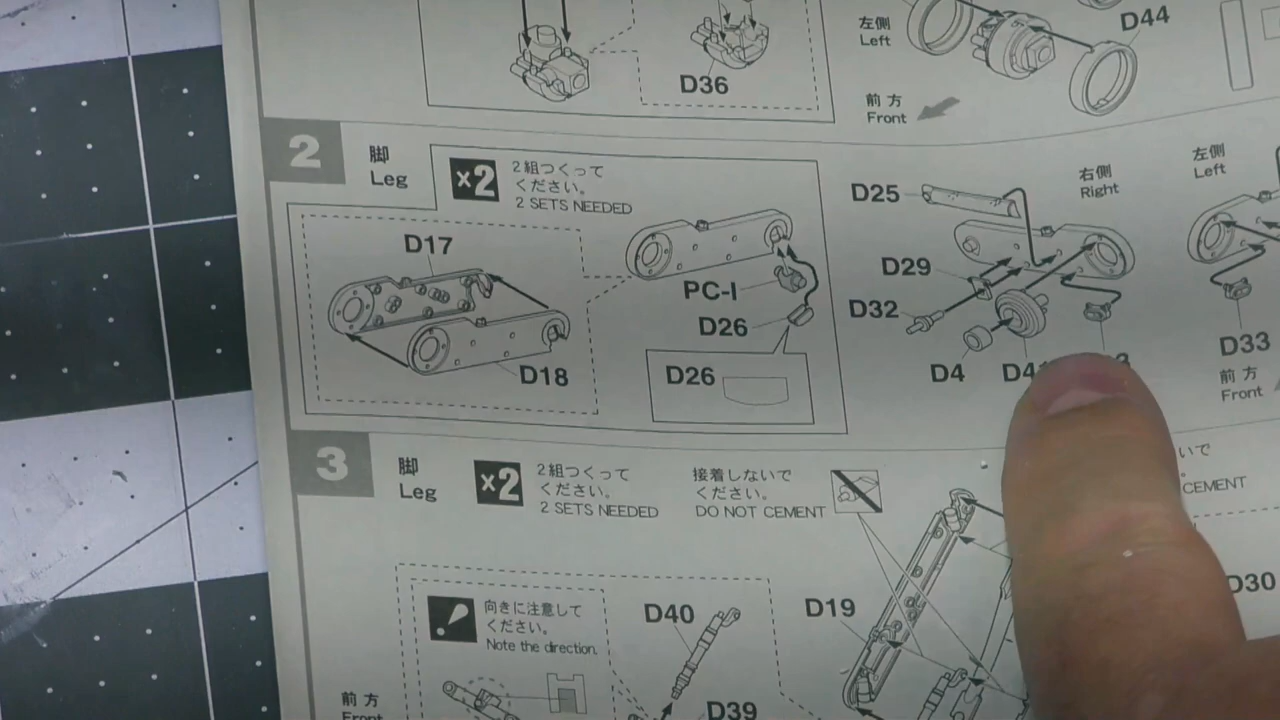 D36
左側
Left
D44
前方
Front
2
脚
Leg
×2
2組つくって
ください。
2 SETS NEEDED
D17
D18
PC-I
D26
D26
D25
D29
D32
D4
右側
Right
左側
Left
D33
前方
Front
3
脚
Leg
×2
2組つくって
ください。
2 SETS NEEDED
接着しないで
ください。
DO NOT CEMENT
いで
CEMENT
向きに注意して
ください。
Note the direction.
D40
D39
D19
D30
前方
Front